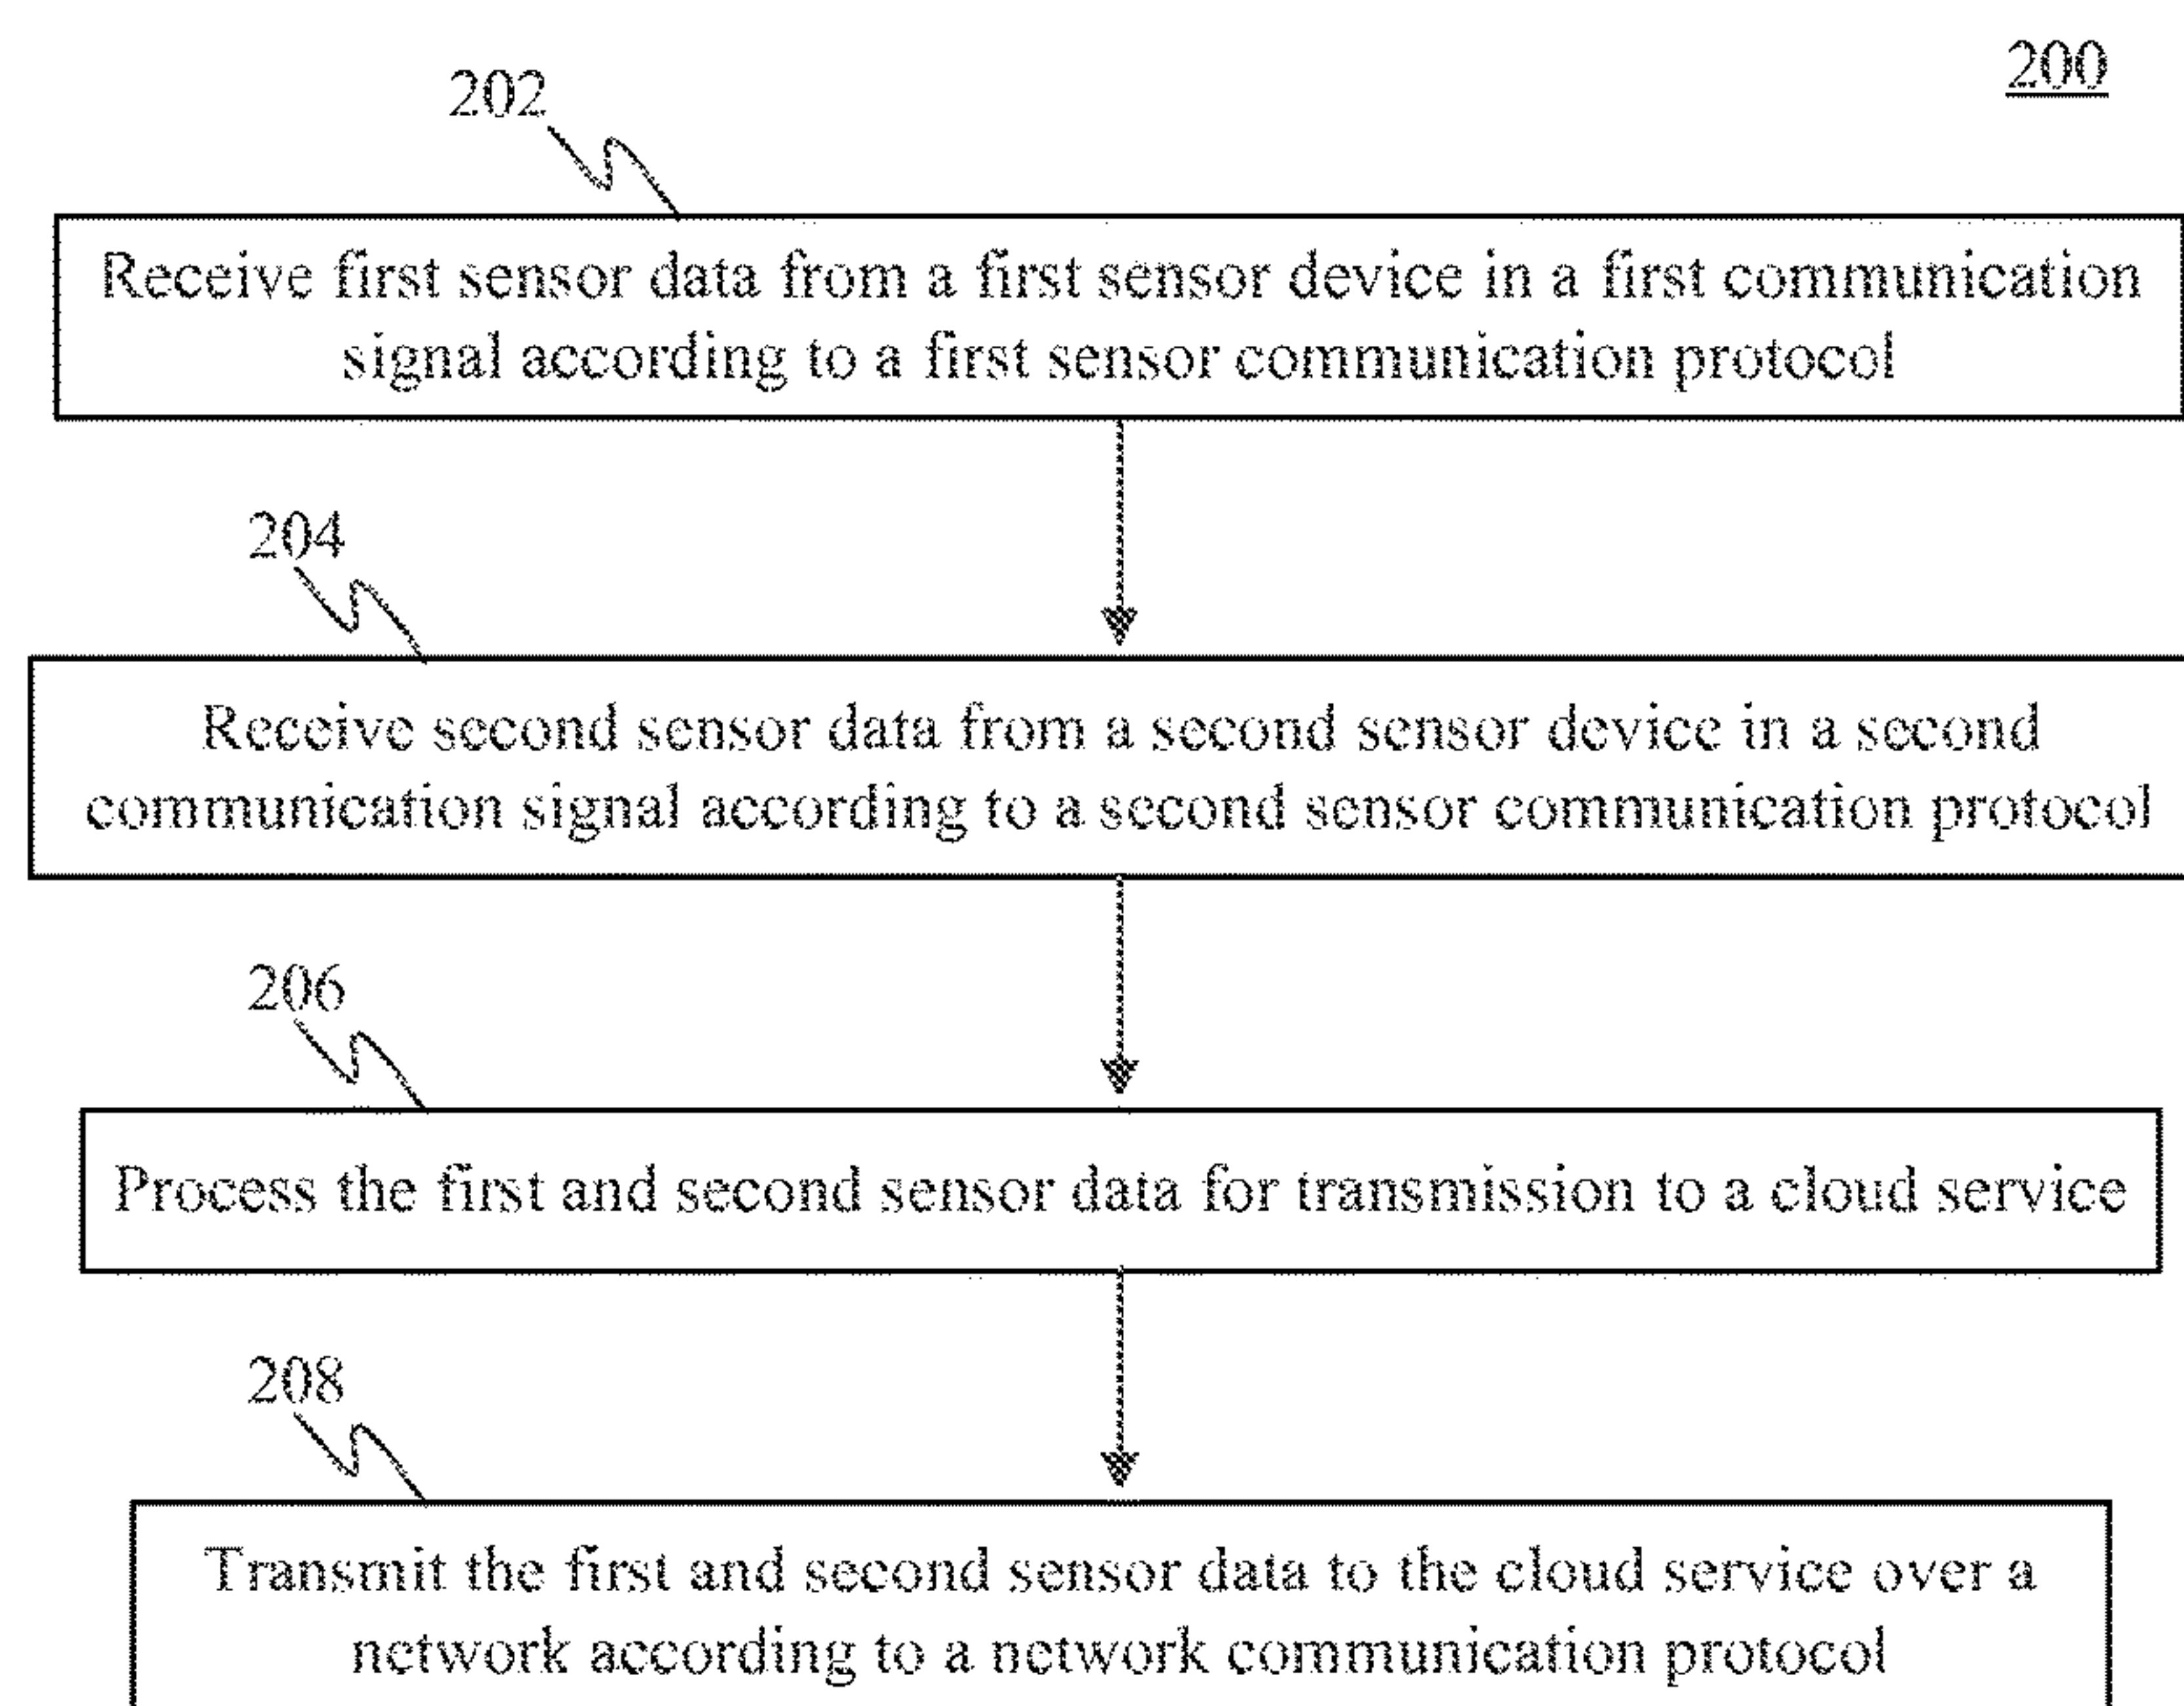 200
202
Receive first sensor data from a first sensor device in a first communication
signal according to a first sensor communication protocol
204
Receive second sensor data from a second sensor device in a second
communication signal according to a second sensor communication protocol
206
Process the first and second sensor data for transmission to a cloud service
208
Transmit the first and second sensor data to the cloud service over a
network according to a network communication protocol